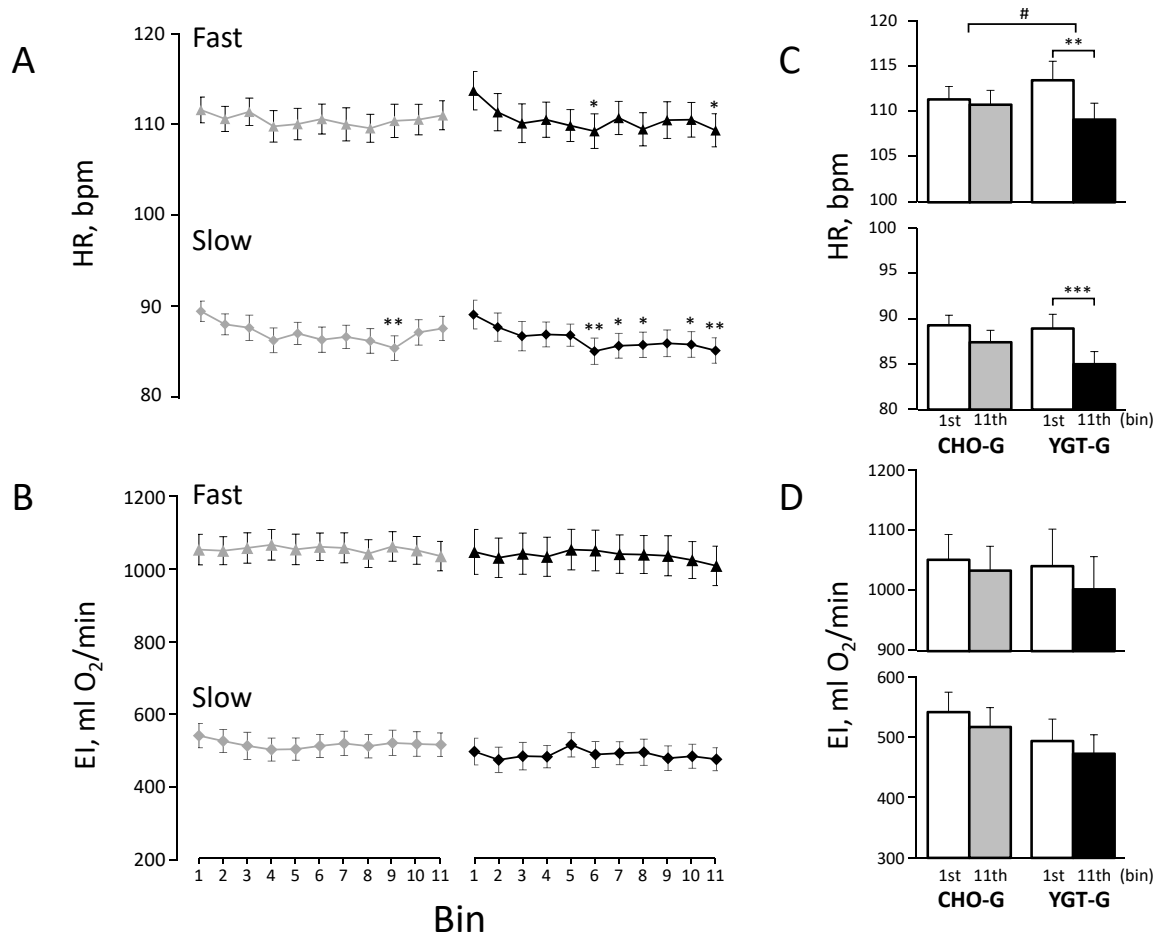 A
HR, bpm
120
110
100
90
80
Fast
* *
Slow
** ** * * * **
B
EI, ml O2/min
1200
1000
800
600
400
200
Fast
Slow
1 2 3 4 5 6 7 8 9 10 11 1 2 3 4 5 6 7 8 9 10 11
Bin
C
HR, bpm
120
115
110
105
100
#
**
100
95
90
85
80
***
1st 11th 1st 11th (bin)
CHO-G YGT-G
D
EI, ml O2/min
1200
1100
1000
900
600
500
400
300
1st 11th 1st 11th (bin)
CHO-G YGT-G